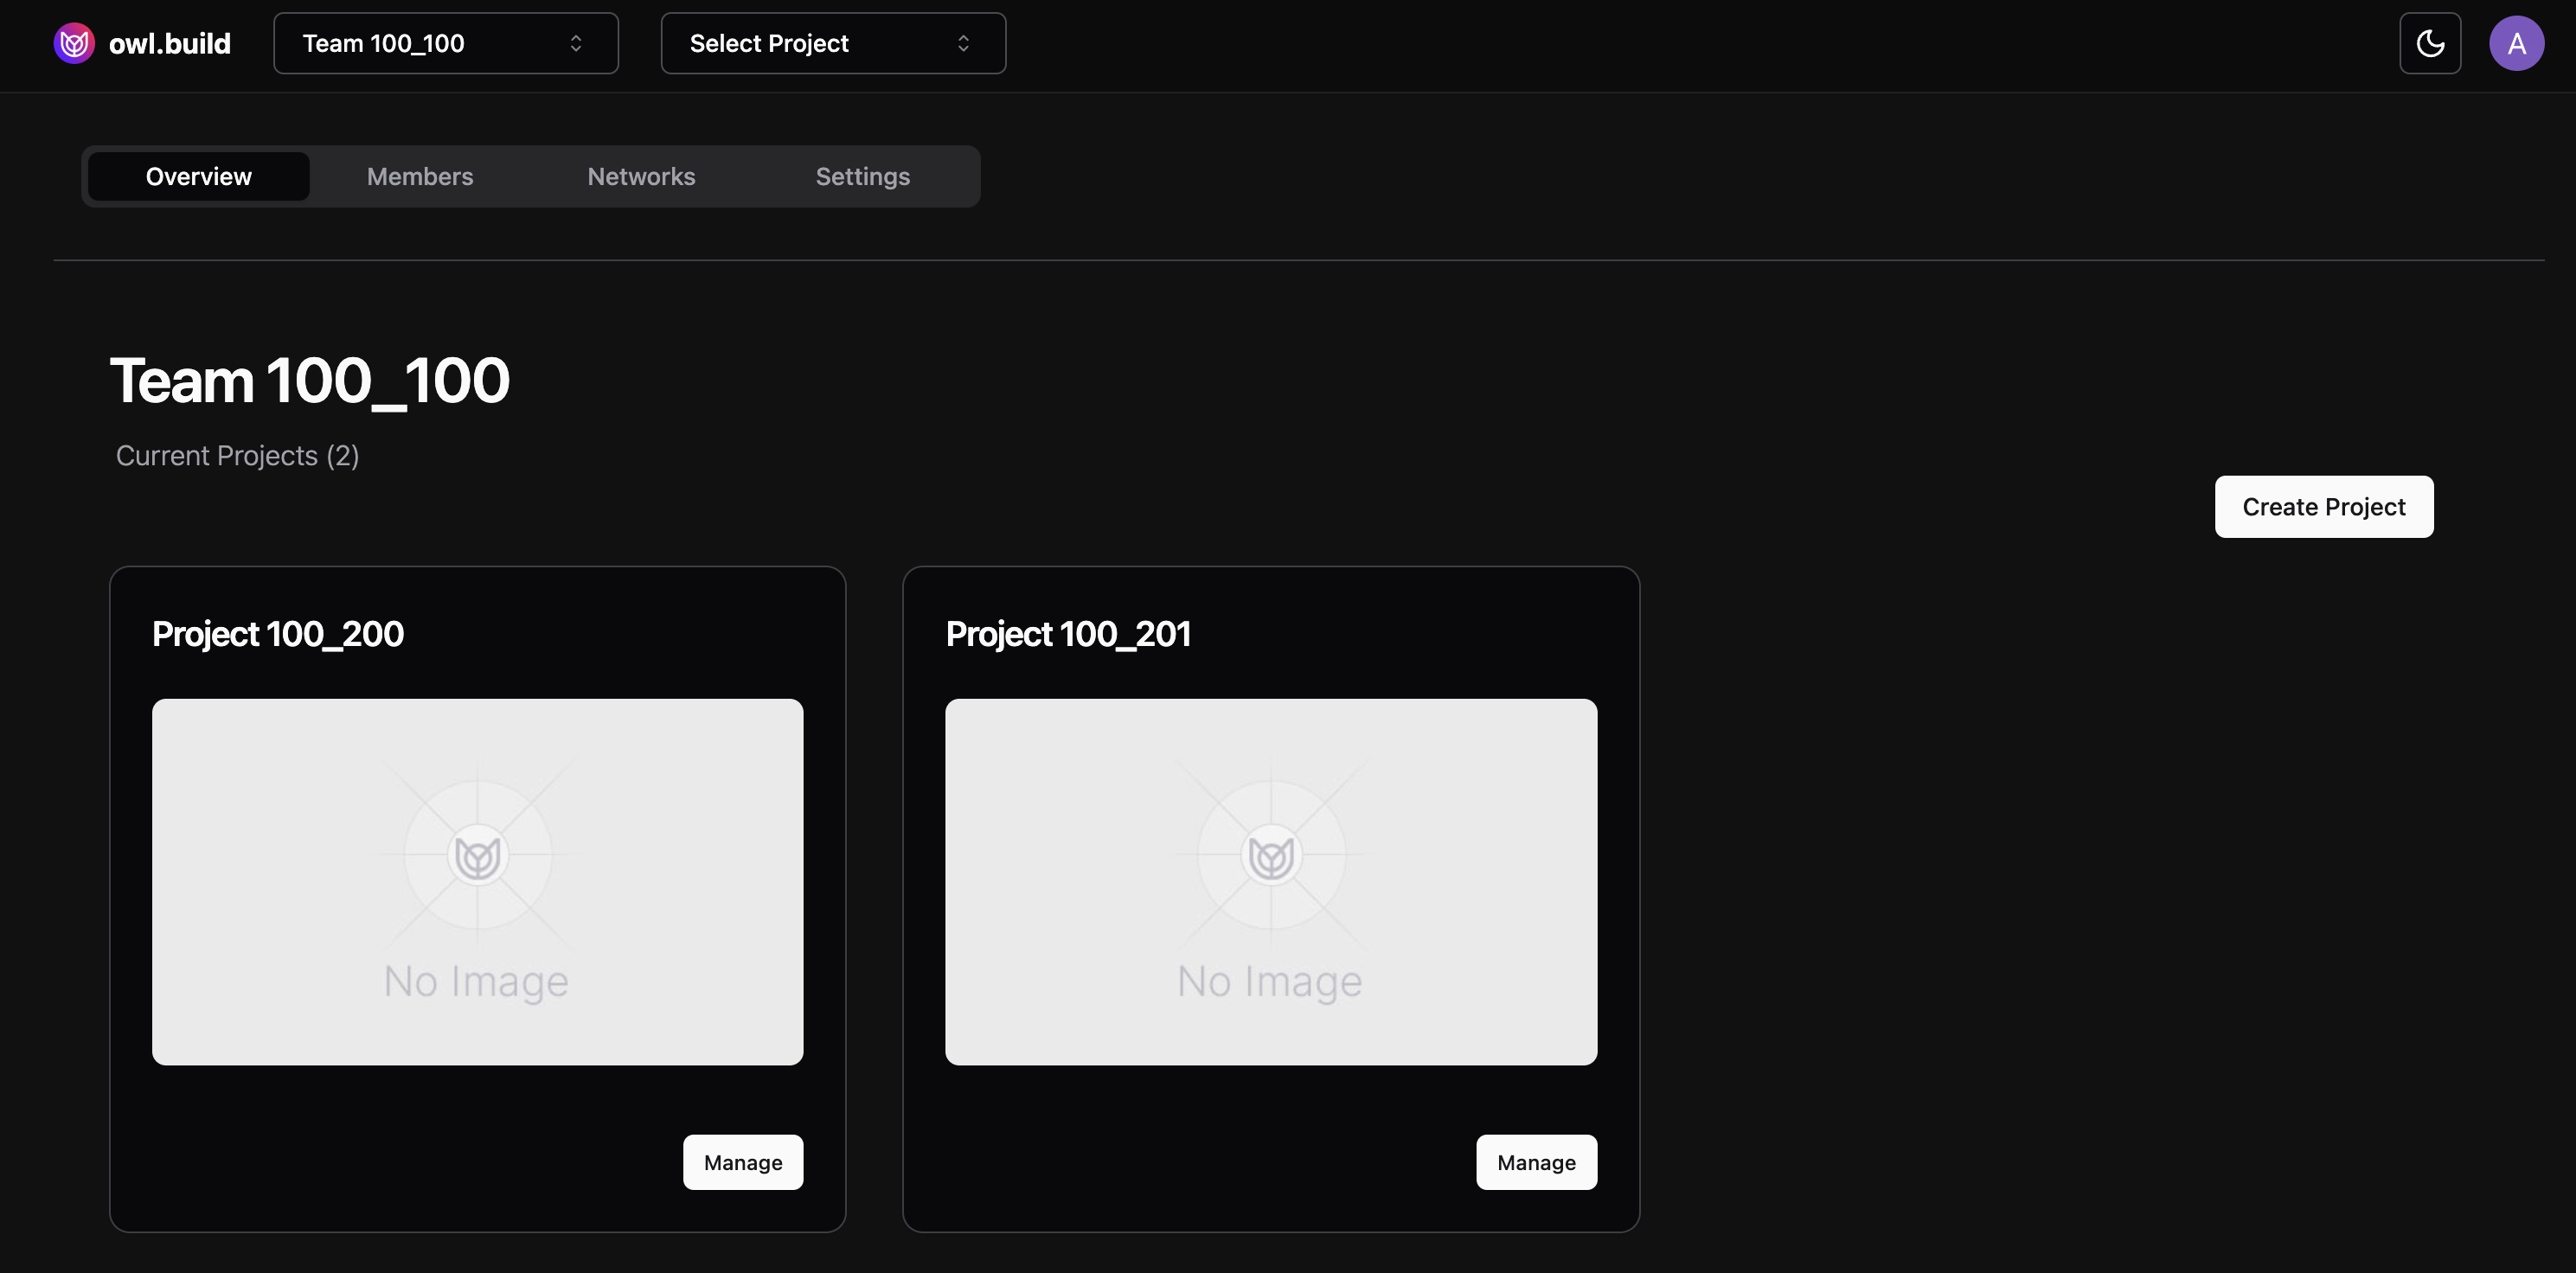 owl.build
Team 100_100
Select Project
A
Overview
Members
Networks
Settings
Team 100_100
Current Projects (2)
Create Project
Project 100_200
Project 100_201
No Image
No Image
Manage
Manage